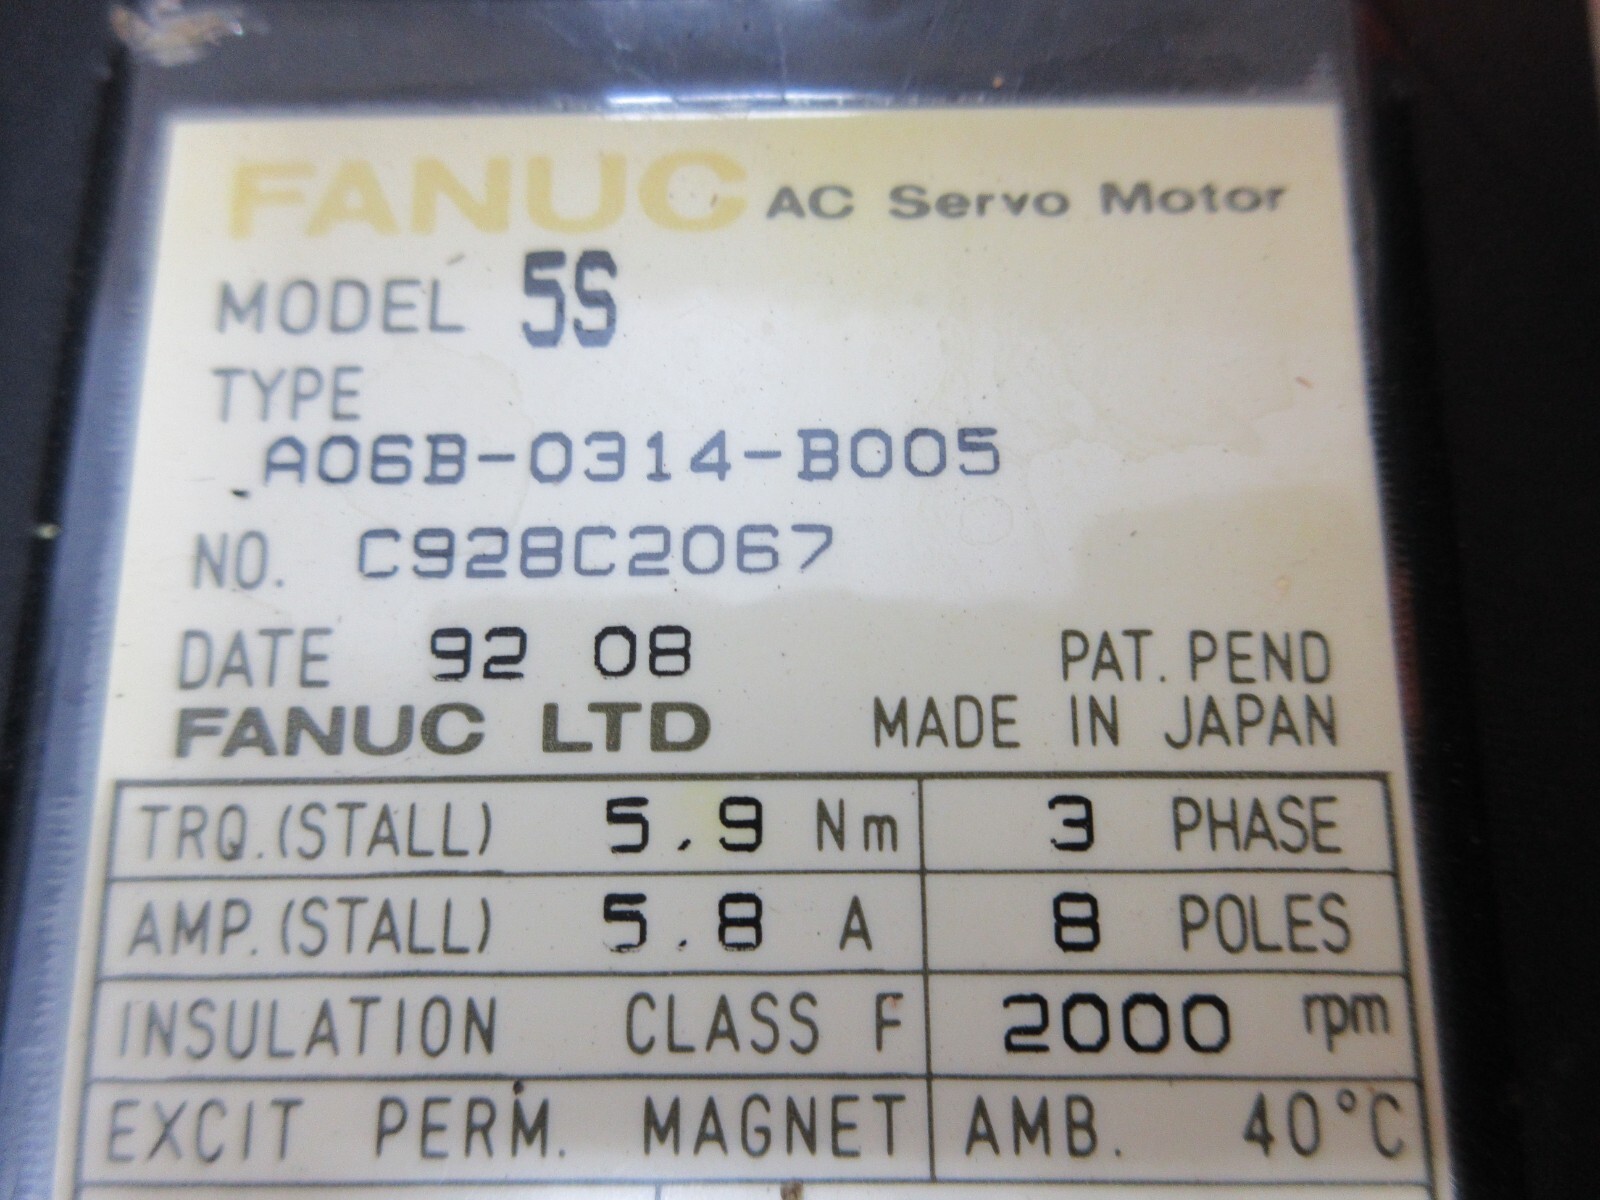 FANUC AC Servo Motor
MODEL 5S
TYPE
A06B-0314-B005
NO. C928C2067
DATE 92 08 PAT. PEND
FANUC LTD MADE IN JAPAN
TRQ.(STALL) 5.9 Nm 3 PHASE
AMP.(STALL) 5.8 A 8 POLES
INSULATION CLASS F 2000 rpm
EXCIT PERM. MAGNET AMB. 40°C